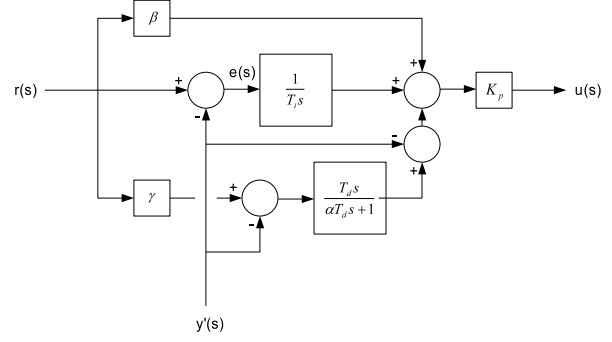 β
+
r(s)
+
e(s)
1
T_i s
+
K_p
u(s)
-
-
γ
+
T_d s
αT_d s + 1
+
-
y'(s)